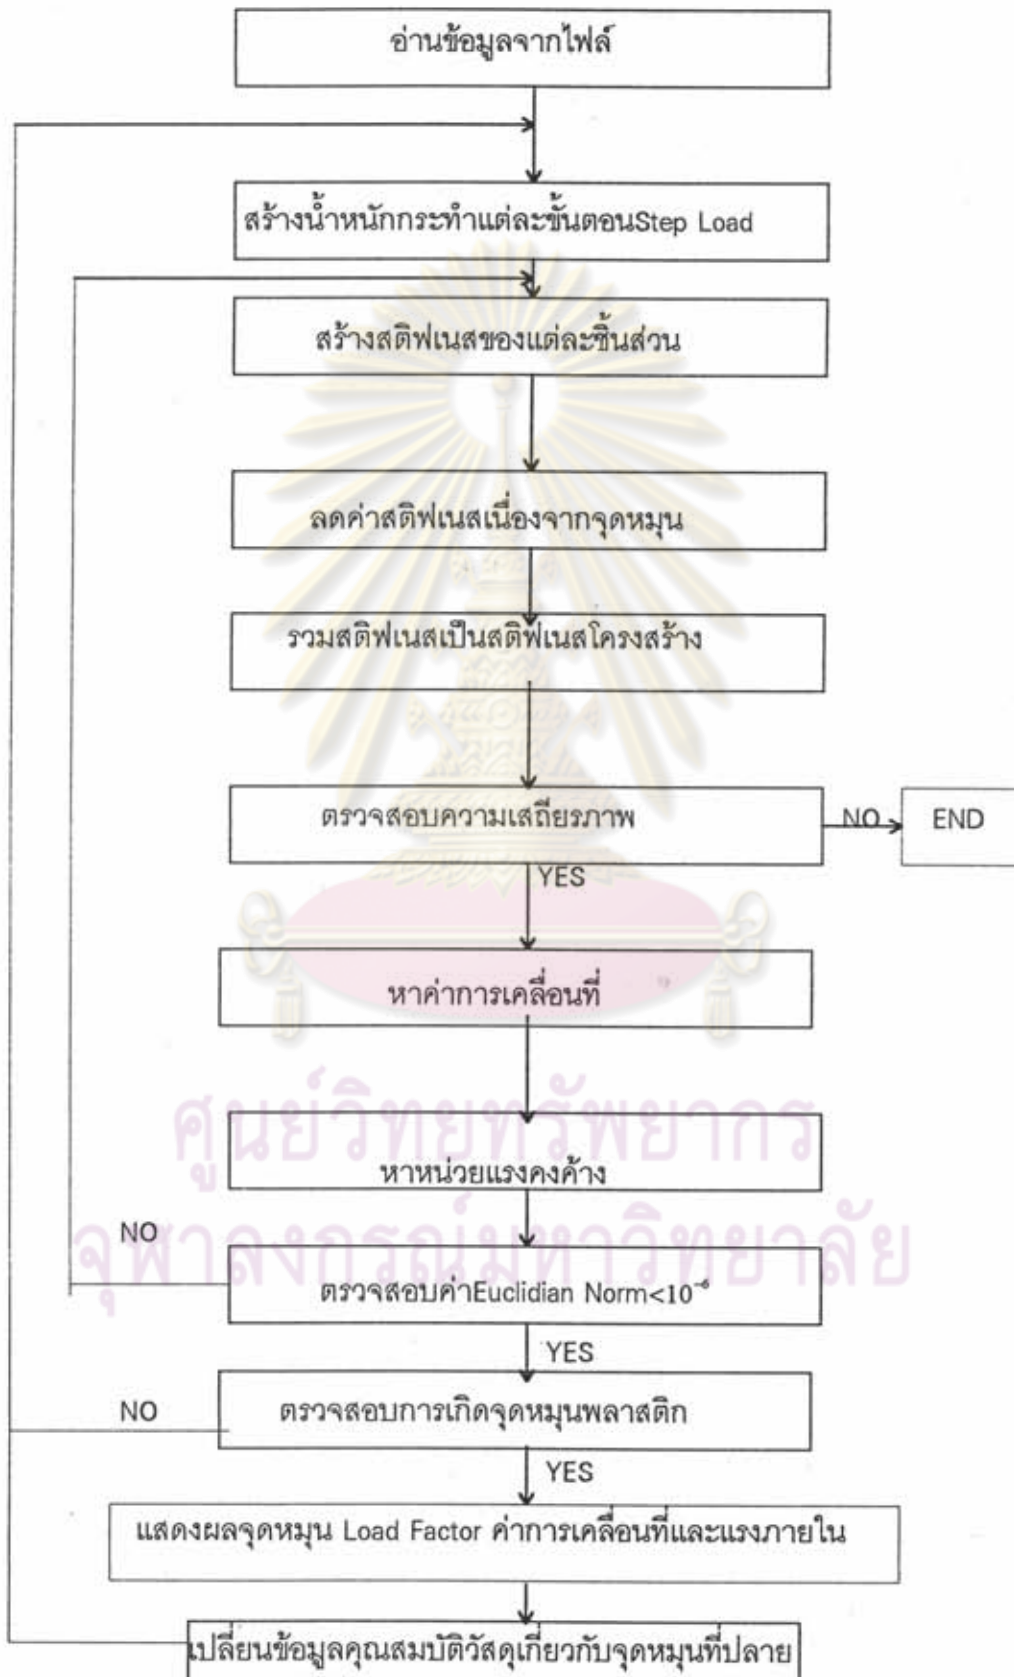 อ่านข้อมูลจากไฟล์
สร้างน้ำหนักกระทำแต่ละขั้นตอนStep Load
สร้างสติฟเนสของแต่ละชิ้นส่วน
ลดค่าสติฟเนสเนื่องจากจุดหมุน
รวมสติฟเนสเป็นสติฟเนสโครงสร้าง
ตรวจสอบความเสถียรภาพ
NO
END
YES
หาค่าการเคลื่อนที่
ศูนย์วิทยทรัพยากร
หาหน่วยแรงคงค้าง
NO
จุฬาลงกรณ์มหาวิทยาลัย
ตรวจสอบค่าEuclidian Norm<10⁻⁶
YES
NO
ตรวจสอบการเกิดจุดหมุนพลาสติก
YES
แสดงผลจุดหมุน Load Factor ค่าการเคลื่อนที่และแรงภายใน
เปลี่ยนข้อมูลคุณสมบัติวัสดุเกี่ยวกับจุดหมุนที่ปลาย